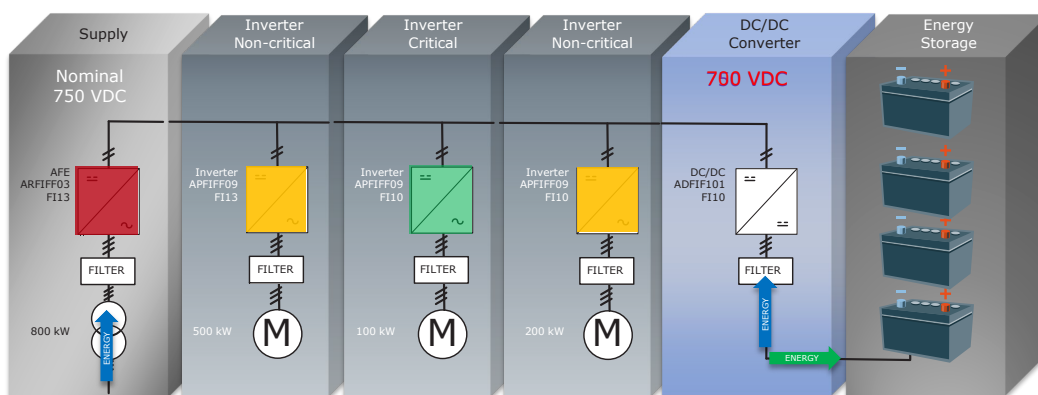 Supply
Inverter
Non-critical
Inverter
Critical
Inverter
Non-critical
DC/DC
Converter
Energy
Storage
Nominal
750 VDC
VDC
AFE
ARFIFF03
FI13
Inverter
APFIFF09
FI13
Inverter
APFIFF09
FI10
Inverter
APFIFF09
FI10
DC/DC
ADFIF101
FI10
FILTER
FILTER
FILTER
FILTER
FILTER
800 kW
ENERGY
500 kW
M
100 kW
M
200 kW
M
ENERGY
ENERGY